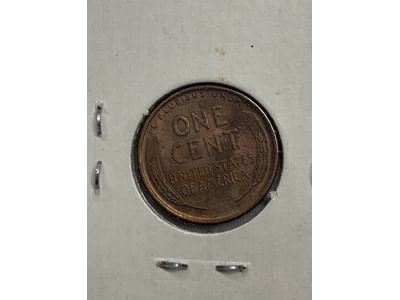 E PLURIBUS UNUM
ONE
CENT
UNITED STATES
OF AMERICA